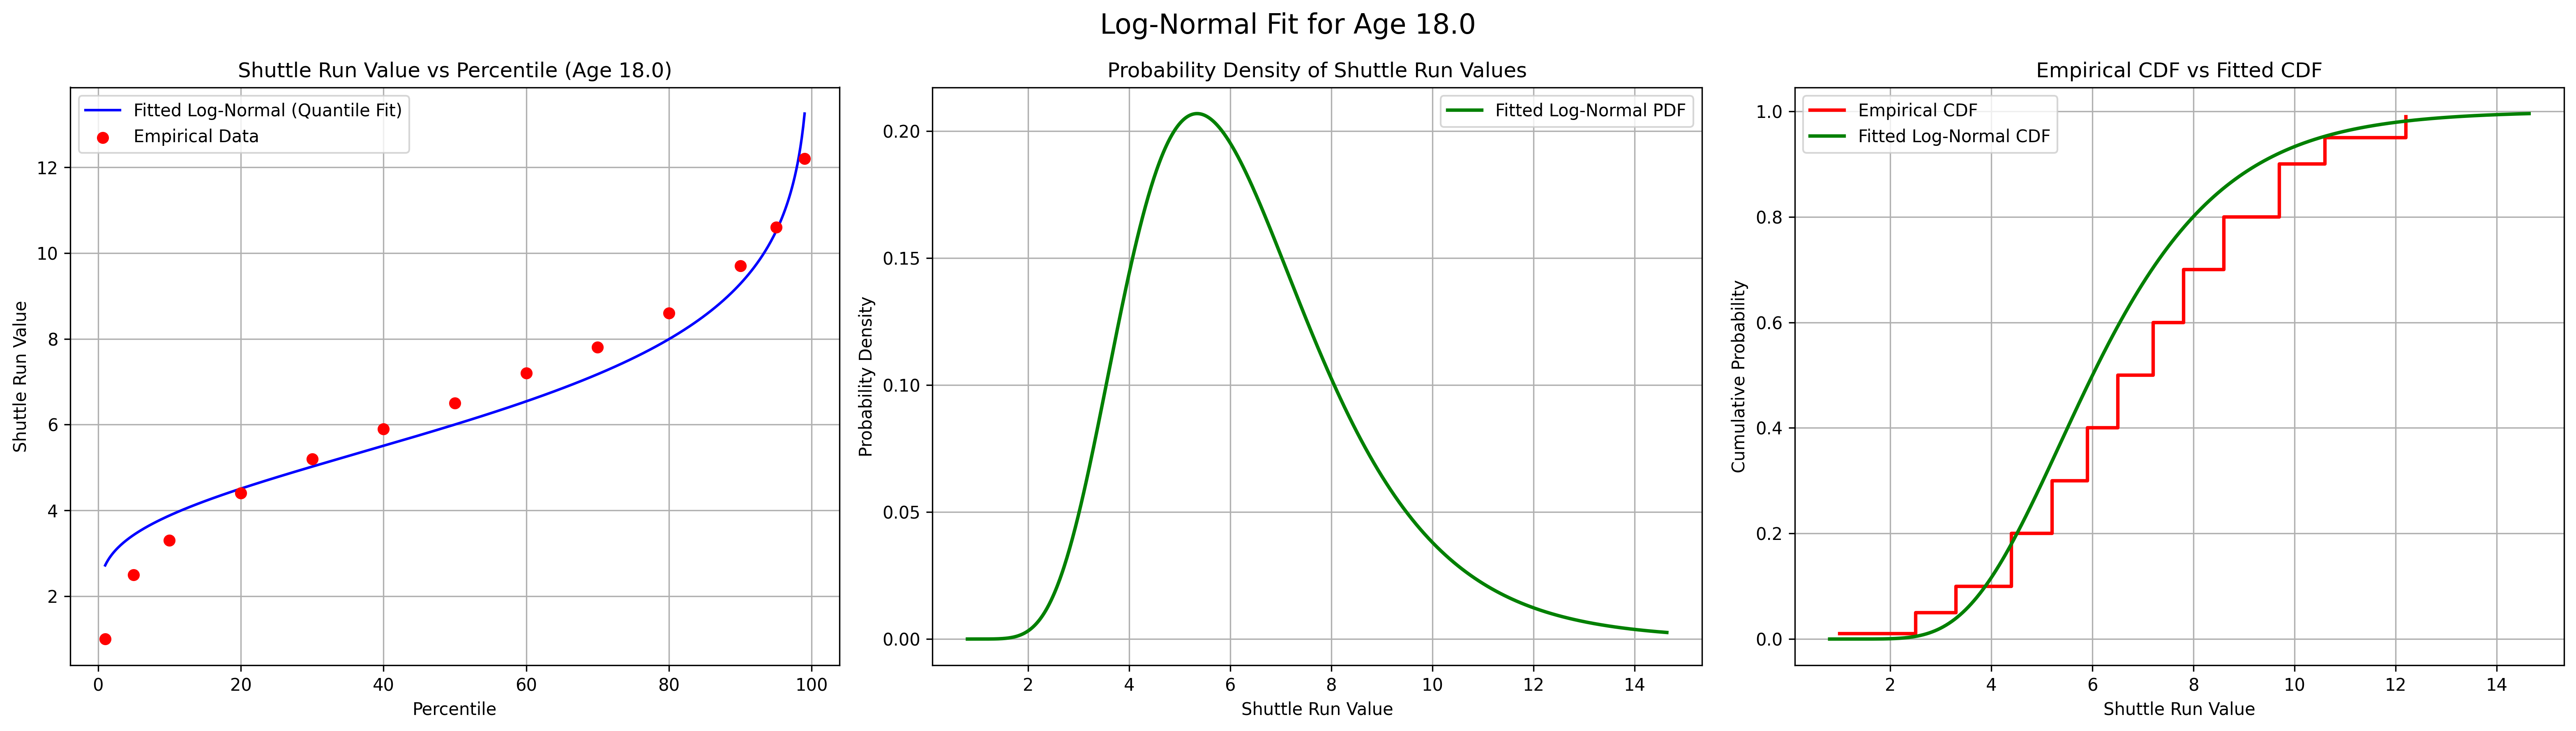 Log-Normal Fit for Age 18.0
Shuttle Run Value vs Percentile (Age 18.0)
Fitted Log-Normal (Quantile Fit)
Empirical Data
12
10
8
6
4
2
Shuttle Run Value
0
20
40
60
80
100
Percentile
Probability Density of Shuttle Run Values
Fitted Log-Normal PDF
0.20
0.15
0.10
0.05
0.00
Probability Density
2
4
6
8
10
12
14
Shuttle Run Value
Empirical CDF vs Fitted CDF
Empirical CDF
Fitted Log-Normal CDF
1.0
0.8
0.6
0.4
0.2
0.0
Cumulative Probability
2
4
6
8
10
12
14
Shuttle Run Value